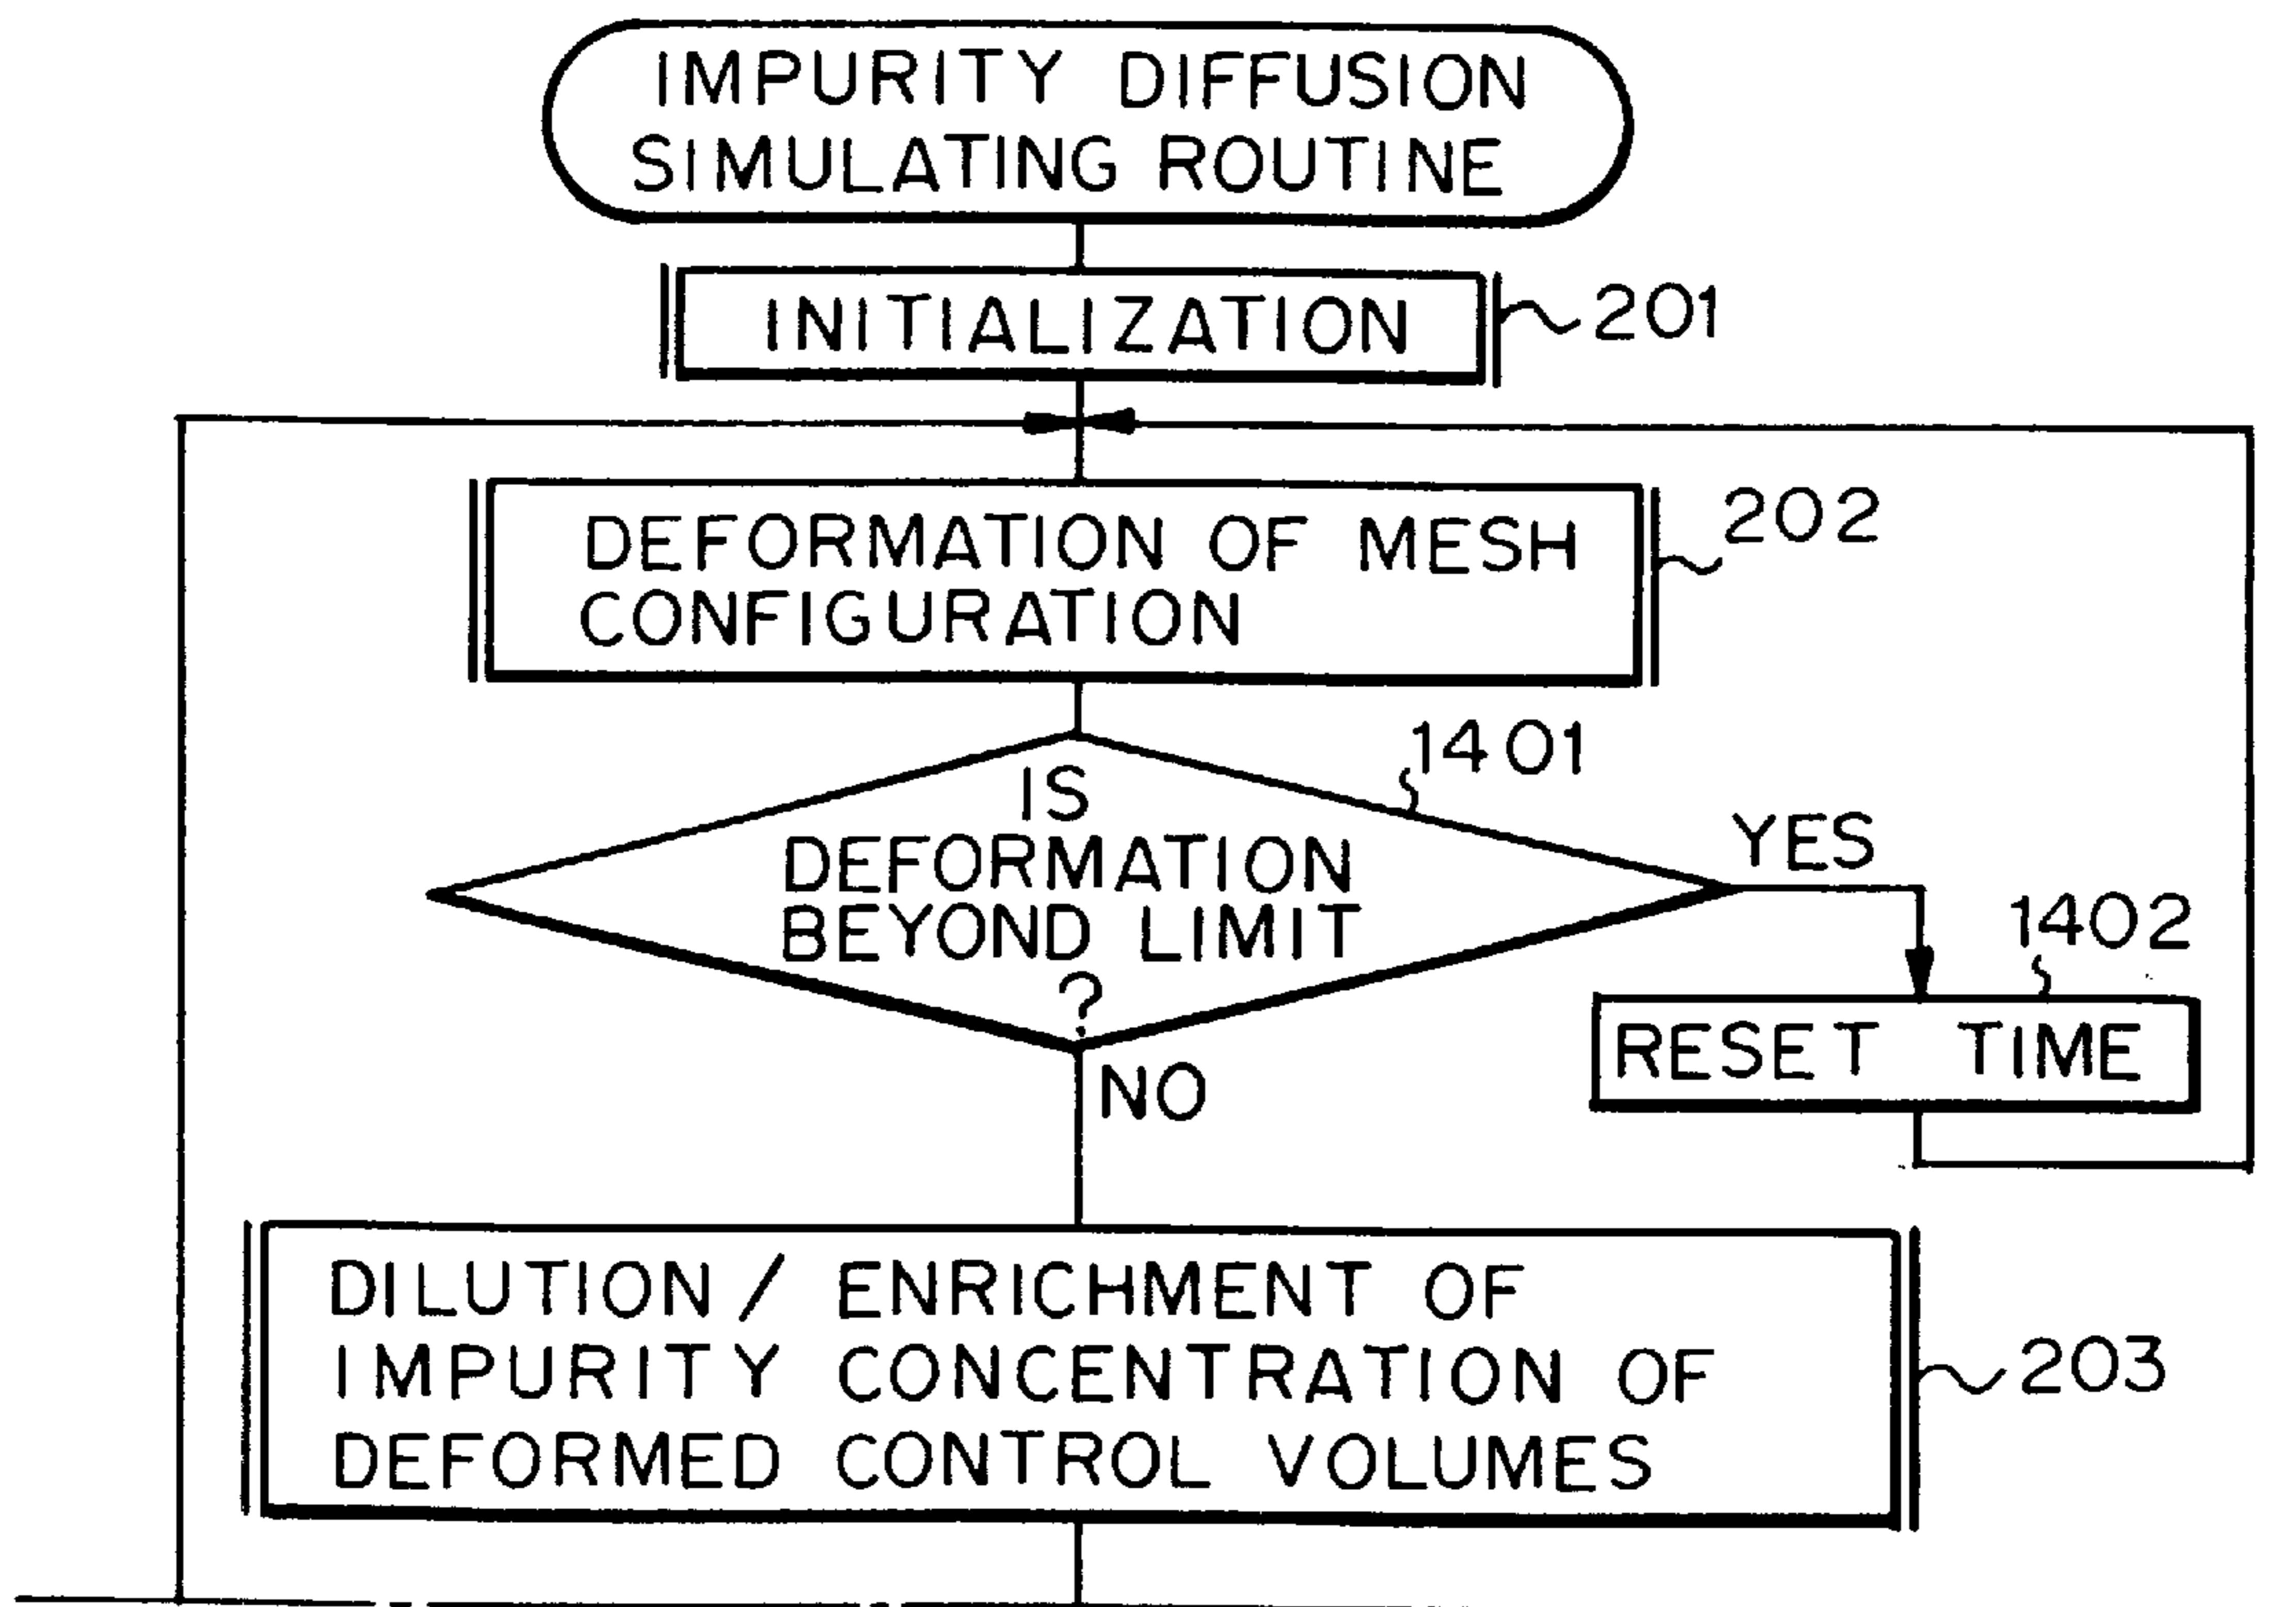 IMPURITY DIFFUSION
SIMULATING ROUTINE
INITIALIZATION
201
DEFORMATION OF MESH
CONFIGURATION
202
1401
IS
DEFORMATION
BEYOND LIMIT
?
YES
1402
RESET TIME
NO
DILUTION/ ENRICHMENT OF
IMPURITY CONCENTRATION OF
DEFORMED CONTROL VOLUMES
203